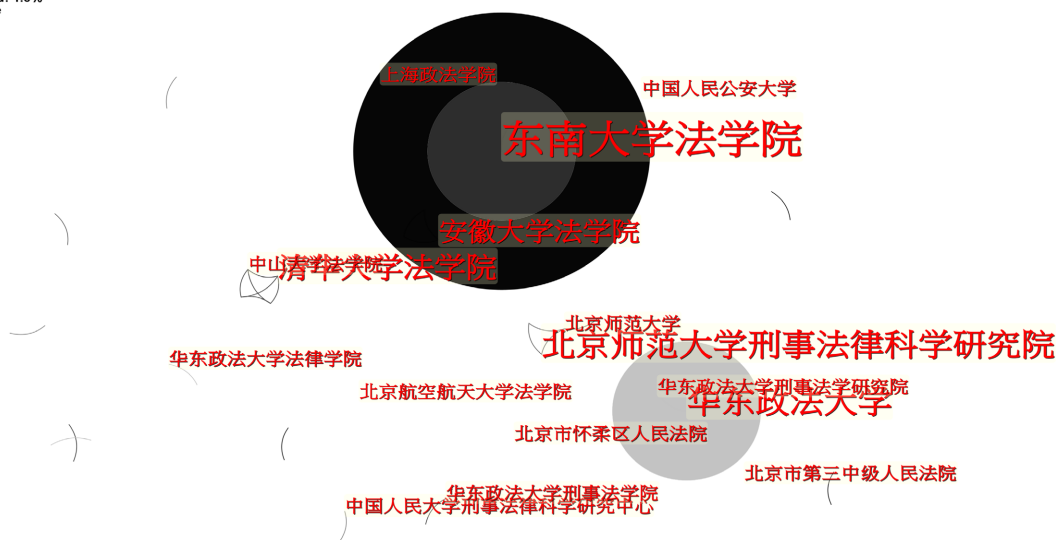 上海政法学院
中国人民公安大学
东南大学法学院
安徽大学法学院
中山大学法学院
清华大学法学院
北京师范大学
北京师范大学刑事法律科学研究院
华东政法大学法律学院
华东政法大学刑事法学研究院
北京航空航天大学法学院
华东政法大学
北京市怀柔区人民法院
北京市第三中级人民法院
华东政法大学刑事法学院
中国人民大学刑事法律科学研究中心